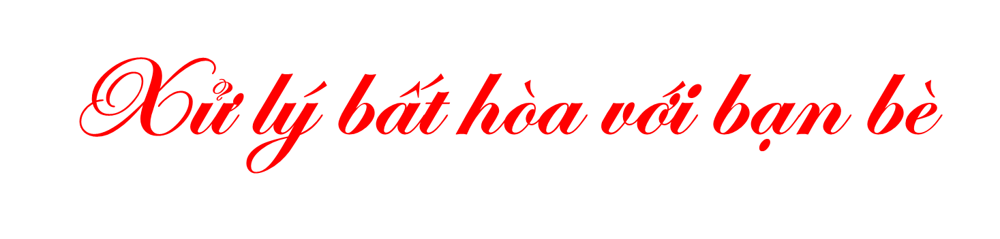 Xử lý bất hòa với bạn bè